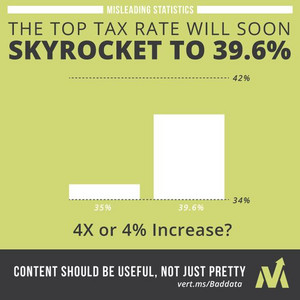 MISLEADING STATISTICS
THE TOP TAX RATE WILL SOON
SKYROCKET TO 39.6%
42%
34%
35%
39.6%
4X or 4% Increase?
CONTENT SHOULD BE USEFUL, NOT JUST PRETTY
vert.ms/Baddata